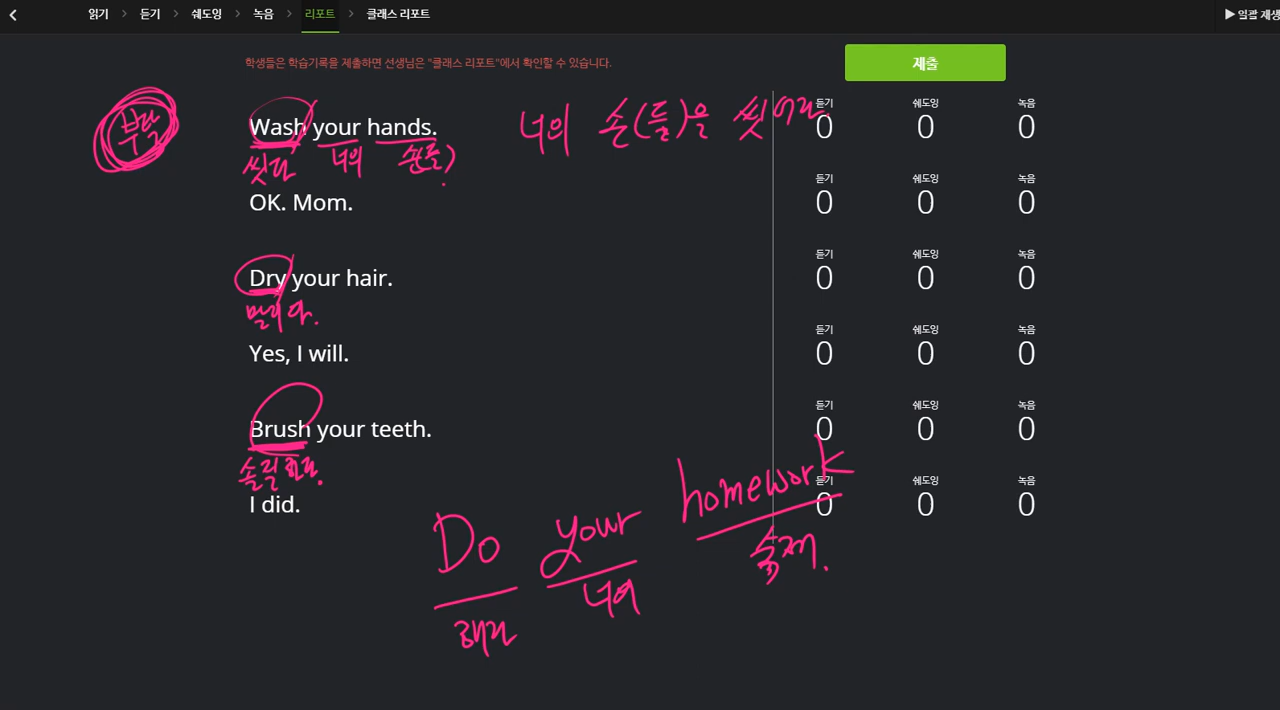 읽기 > 듣기 > 쉐도잉 > 녹음 > 리포트 > 클래스 리포트 ▶ 일괄 재생
학생들은 학습기록을 제출하면 선생님은 "클래스 리포트"에서 확인할 수 있습니다. 제출
부탁
Wash your hands. 너의 손(들)을 씻어라
듣기 쉐도잉 녹음
0 0 0
씻다 너의 손들
OK. Mom.
듣기 쉐도잉 녹음
0 0 0
Dry your hair.
듣기 쉐도잉 녹음
0 0 0
말리다.
Yes, I will.
듣기 쉐도잉 녹음
0 0 0
Brush your teeth.
듣기 쉐도잉 녹음
0 0 0
솔질
I did.
듣기 쉐도잉 녹음
0 0 0
Do your homework
해라 너의 숙제.